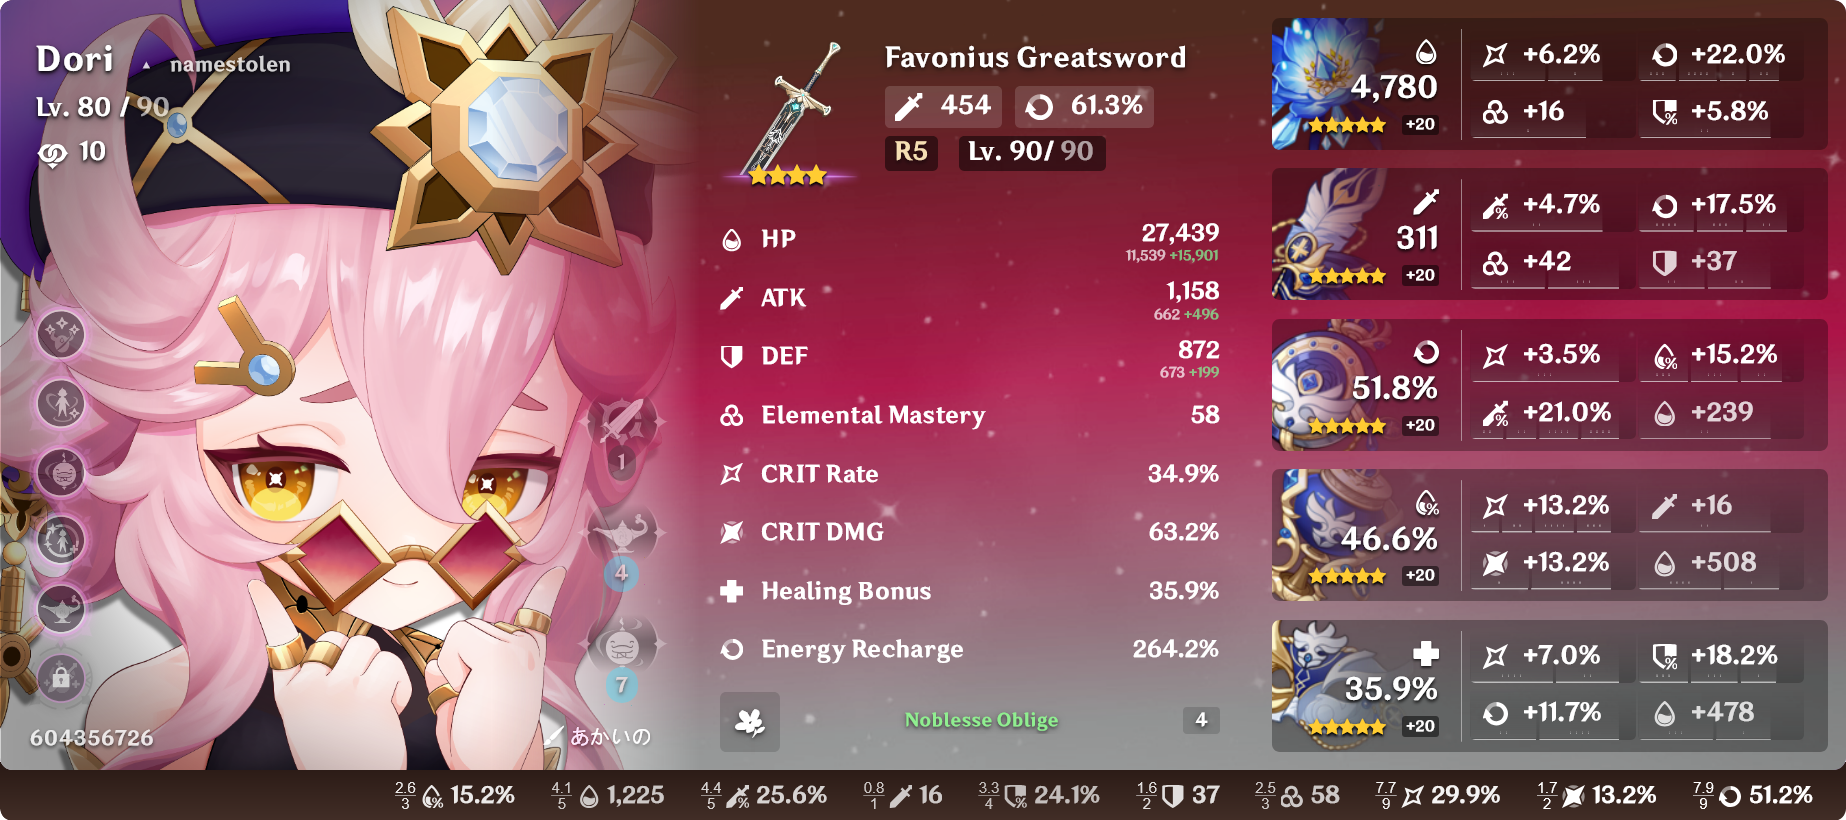 Dori ▲ namestolen
Lv. 80 / 90
10
1
4
7
604356726
あかいの
Favonius Greatsword
454 61.3%
R5 Lv. 90/ 90
HP 27,439
11,539 +15,901
ATK 1,158
662 +496
DEF 872
673 +199
Elemental Mastery 58
CRIT Rate 34.9%
CRIT DMG 63.2%
Healing Bonus 35.9%
Energy Recharge 264.2%
Noblesse Oblige 4
4,780
+20
+6.2% +22.0%
+16 +5.8%
311
+20
+4.7% +17.5%
+42 +37
51.8%
+20
+3.5% +15.2%
+21.0% +239
46.6%
+20
+13.2% +16
+13.2% +508
35.9%
+20
+7.0% +18.2%
+11.7% +478
2.6/3 15.2% 4.1/5 1,225 4.4/5 25.6% 0.8/1 16 3.3/4 24.1% 1.6/2 37 2.5/3 58 7.7/9 29.9% 1.7/2 13.2% 7.9/9 51.2%